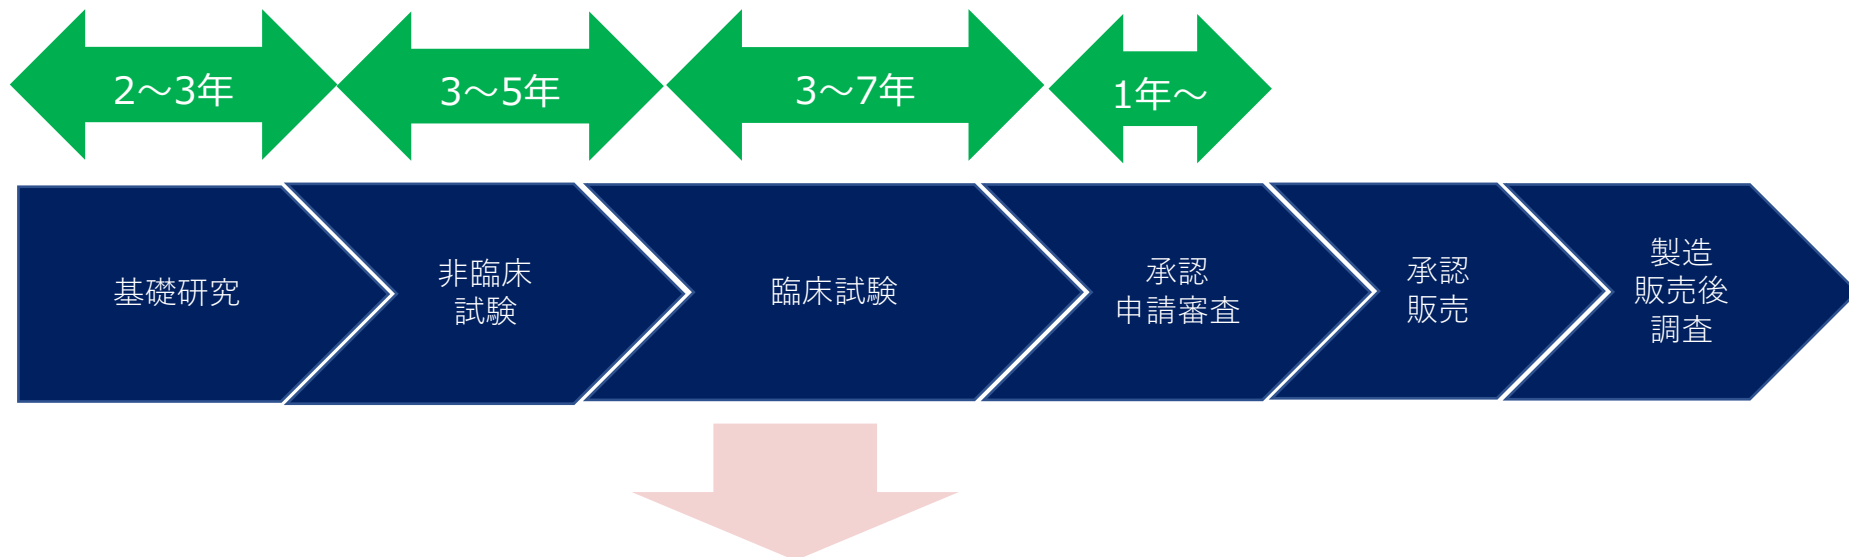 2～3年
3～5年
3～7年
1年～
基礎研究
非臨床
試験
臨床試験
承認
申請審査
承認
販売
製造
販売後
調査